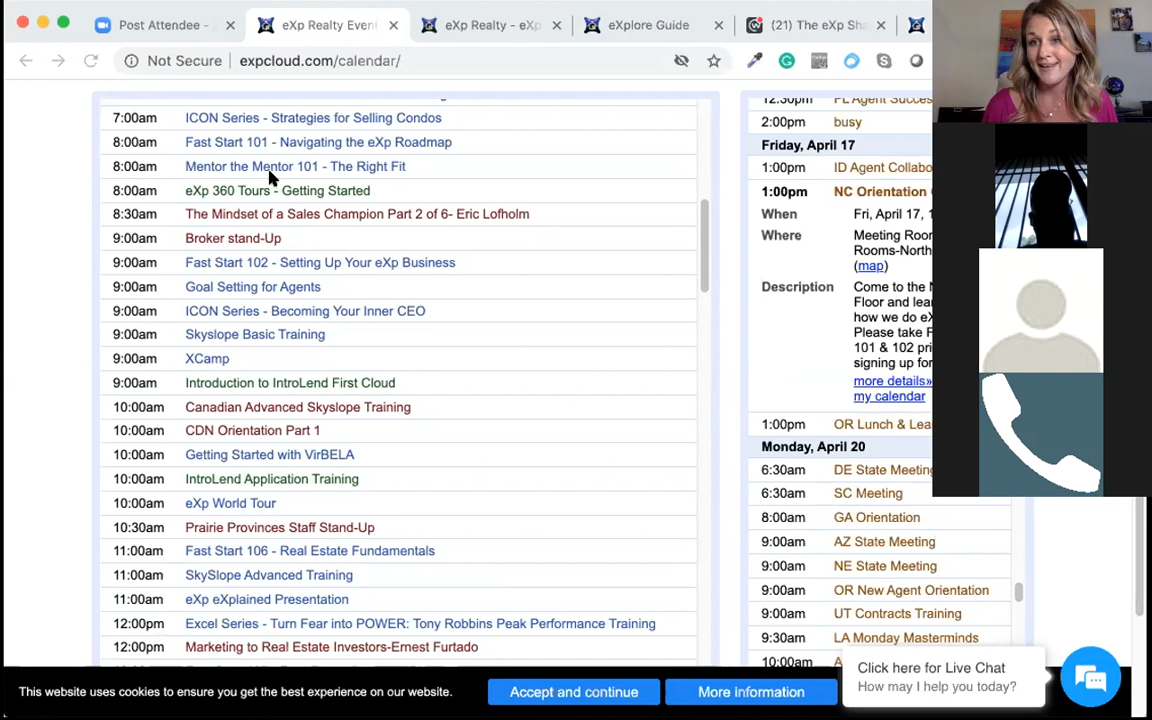 Post Attendee -
eXp Realty Even
eXp Realty - eXp
eXplore Guide
(21) The eXp Sha
Not Secure
expcloud.com/calendar/
7:00am ICON Series - Strategies for Selling Condos
8:00am Fast Start 101 - Navigating the eXp Roadmap
8:00am Mentor the Mentor 101 - The Right Fit
8:00am eXp 360 Tours - Getting Started
8:30am The Mindset of a Sales Champion Part 2 of 6- Eric Lofholm
9:00am Broker stand-Up
9:00am Fast Start 102 - Setting Up Your eXp Business
9:00am Goal Setting for Agents
9:00am ICON Series - Becoming Your Inner CEO
9:00am Skyslope Basic Training
9:00am XCamp
9:00am Introduction to IntroLend First Cloud
10:00am Canadian Advanced Skyslope Training
10:00am CDN Orientation Part 1
10:00am Getting Started with VirBELA
10:00am IntroLend Application Training
10:00am eXp World Tour
10:30am Prairie Provinces Staff Stand-Up
11:00am Fast Start 106 - Real Estate Fundamentals
11:00am SkySlope Advanced Training
11:00am eXp eXplained Presentation
12:00pm Excel Series - Turn Fear into POWER: Tony Robbins Peak Performance Training
12:00pm Marketing to Real Estate Investors-Ernest Furtado
12:30pm FL Agent Succes
2:00pm busy
Friday, April 17
1:00pm ID Agent Collabo
1:00pm NC Orientation
When Fri, April 17, 1
Where Meeting Roo
Rooms-North
(map)
Description Come to the N
Floor and lea
how we do eX
Please take F
101 & 102 pri
signing up for
more details»
my calendar
1:00pm OR Lunch & Lea
Monday, April 20
6:30am DE State Meeting
6:30am SC Meeting
8:00am GA Orientation
9:00am AZ State Meeting
9:00am NE State Meeting
9:00am OR New Agent Orientation
9:00am UT Contracts Training
9:30am LA Monday Masterminds
10:00am
Click here for Live Chat
How may I help you today?
This website uses cookies to ensure you get the best experience on our website.
Accept and continue
More information